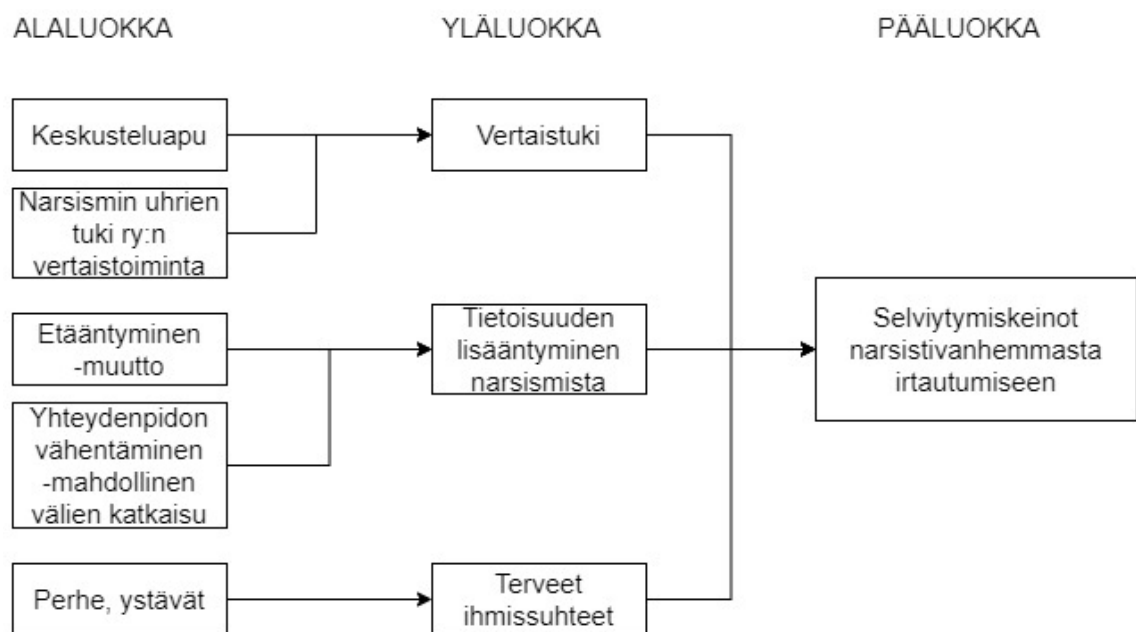 ALALUOKKA
YLÄLUOKKA
PÄÄLUOKKA
Keskusteluapu
Vertaistuki
Narsismin uhrien
tuki ry:n
vertaistoiminta
Etääntyminen
-muutto
Tietoisuuden
lisääntyminen
narsismista
Selviytymiskeinot
narsistivanhemmasta
irtautumiseen
Yhteydenpidon
vähentäminen
-mahdollinen
välien katkaisu
Perhe, ystävät
Terveet
ihmissuhteet